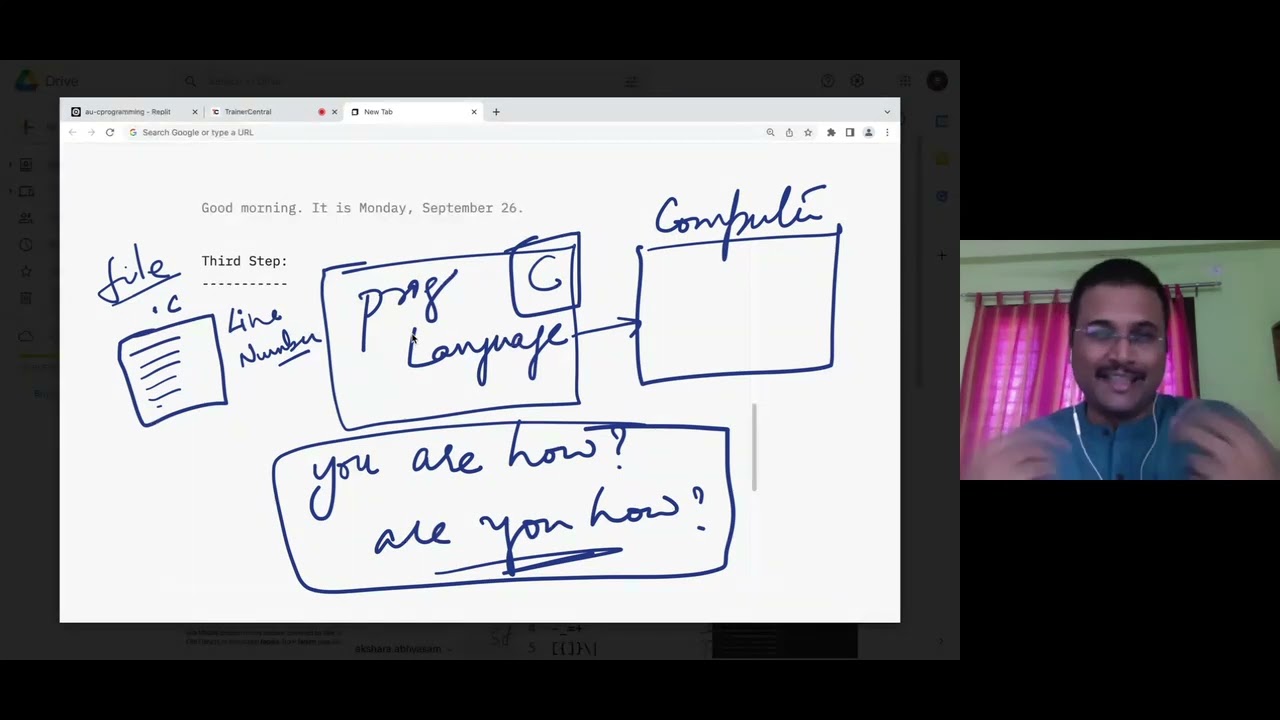 Drive
au-cprogramming - Replit
TrainerCentral
New Tab
Search Google or type a URL
Good morning. It is Monday, September 26.
Computer
file
Third Step:
-----------
.C
Line
Number
prog
C
Language
you are how?
are you how?
akshara.abhyasam